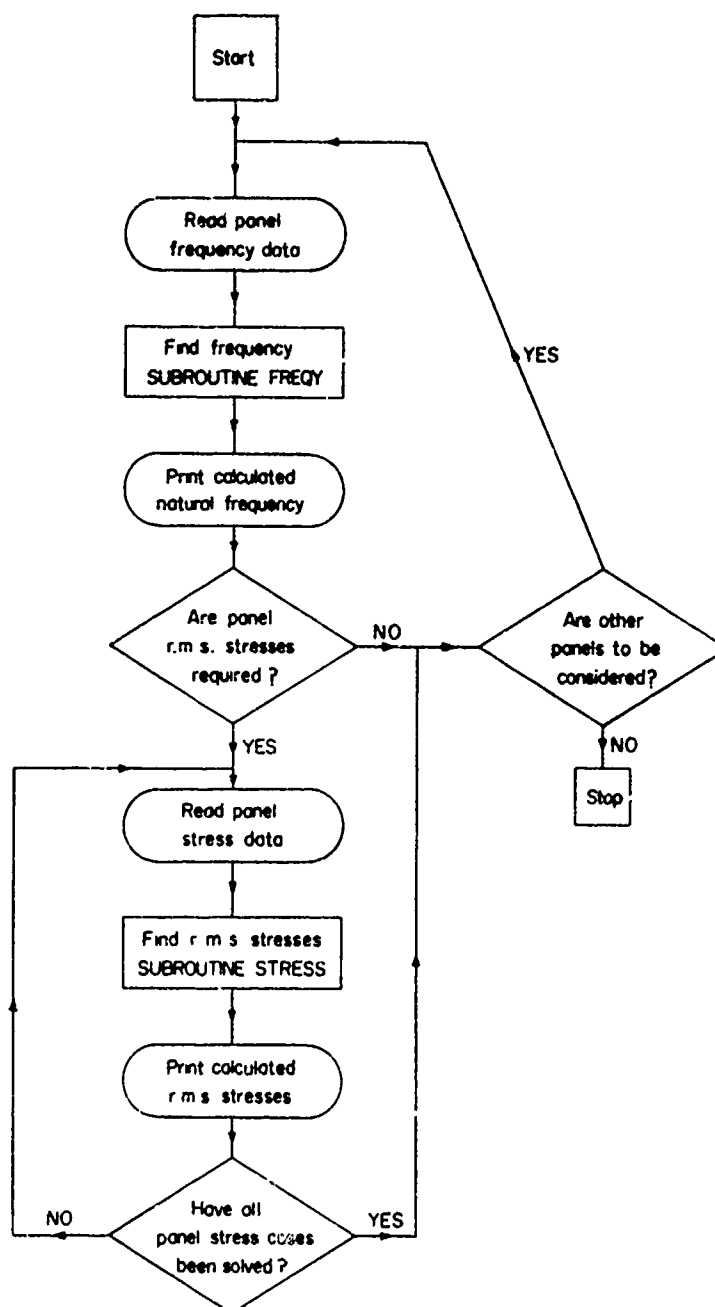 Start
Read panel
frequency data
Find frequency
SUBROUTINE FREQY
YES
Print calculated
natural frequency
Are panel
r.m.s. stresses
required?
NO
Are other
panels to be
considered?
YES
NO
Stop
Read panel
stress data
Find r m s stresses
SUBROUTINE STRESS
Print calculated
r m s stresses
Have all
panel stress cases
been solved?
NO
YES